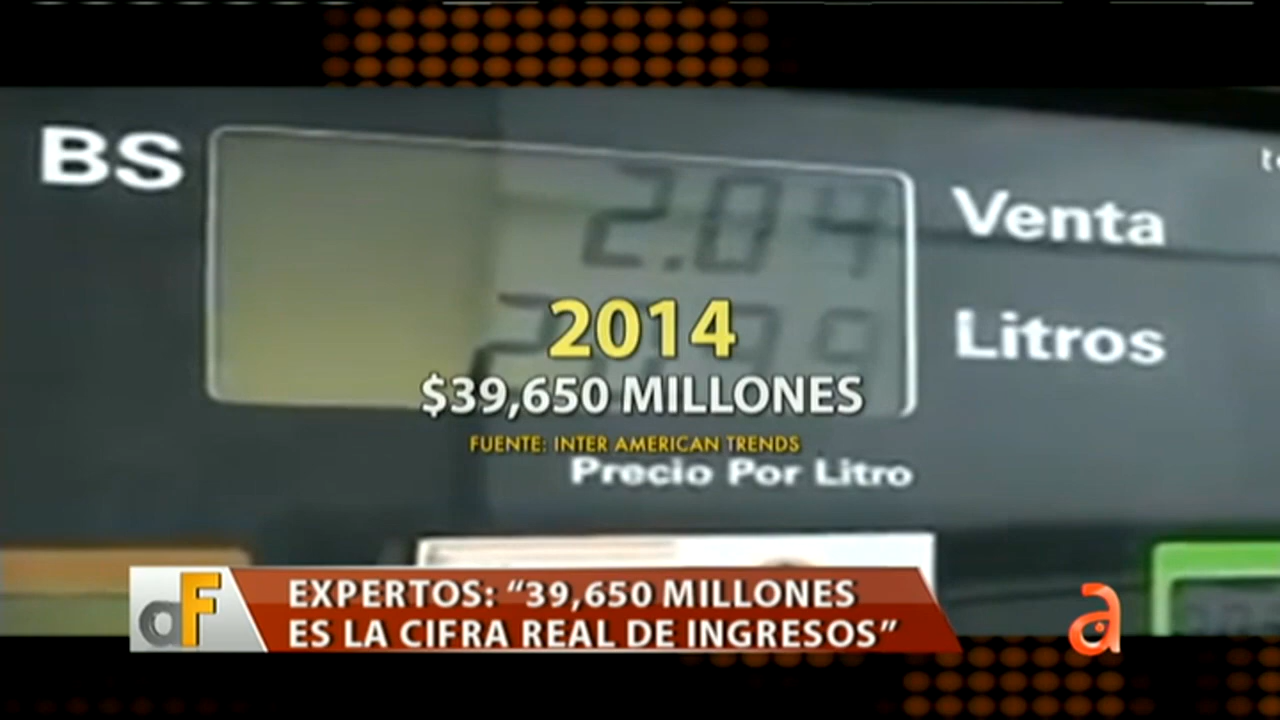 BS
2.04
Venta
Litros
2014
$39,650 MILLONES
FUENTE: INTER AMERICAN TRENDS
Precio Por Litro
dF
EXPERTOS: “39,650 MILLONES
ES LA CIFRA REAL DE INGRESOS”
a